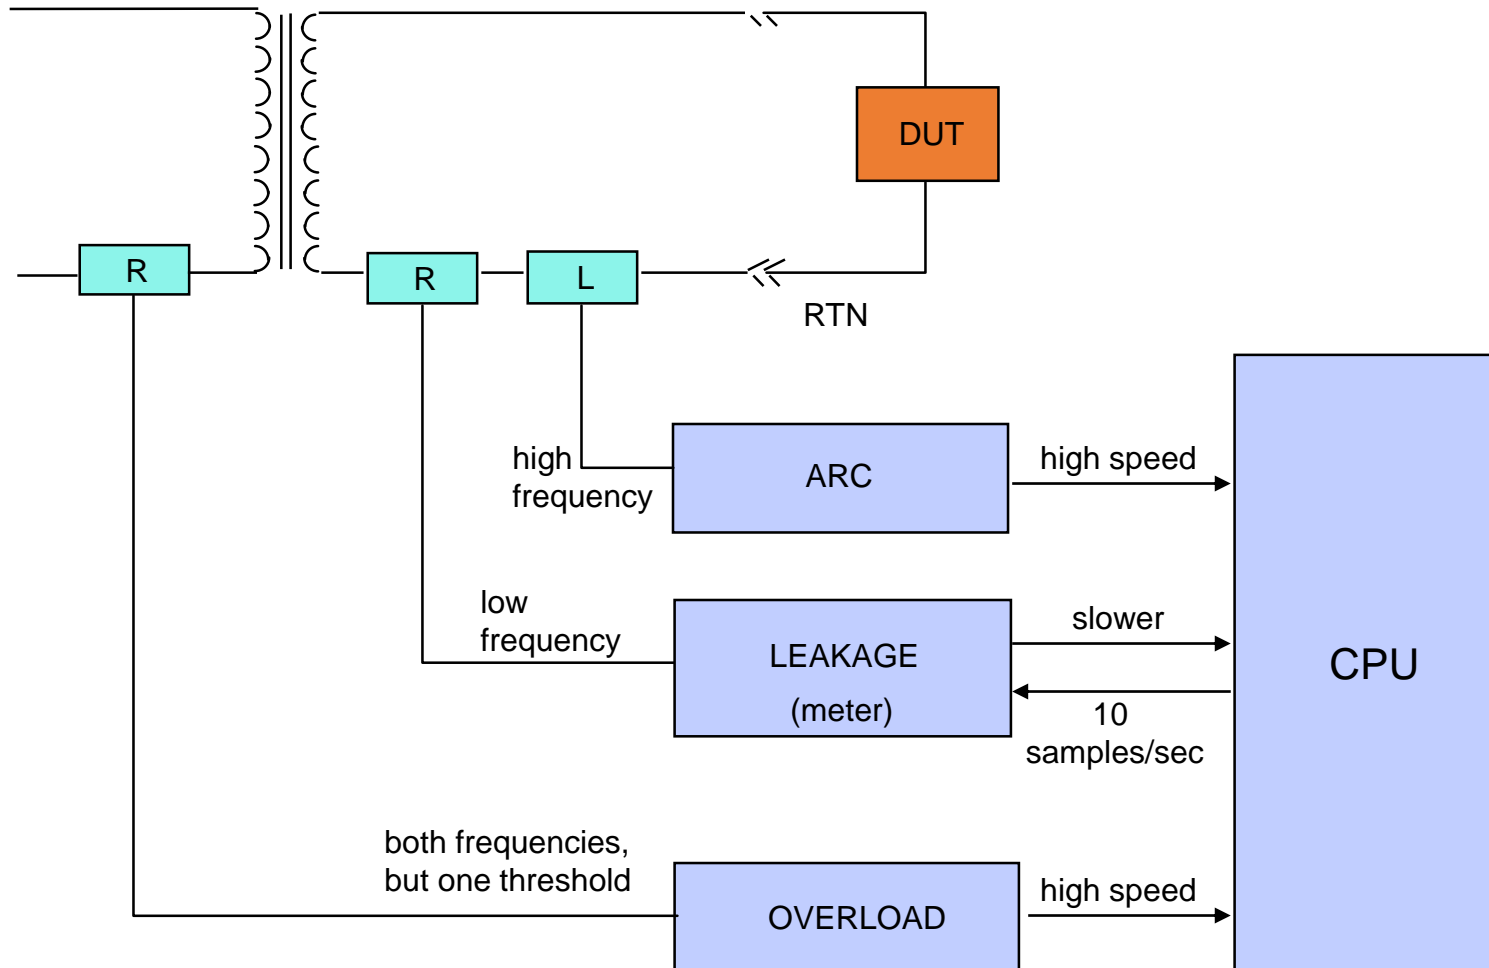 DUT
R
R
L
RTN
high
frequency
ARC
high speed
low
frequency
LEAKAGE
(meter)
slower
10
samples/sec
CPU
both frequencies,
but one threshold
OVERLOAD
high speed